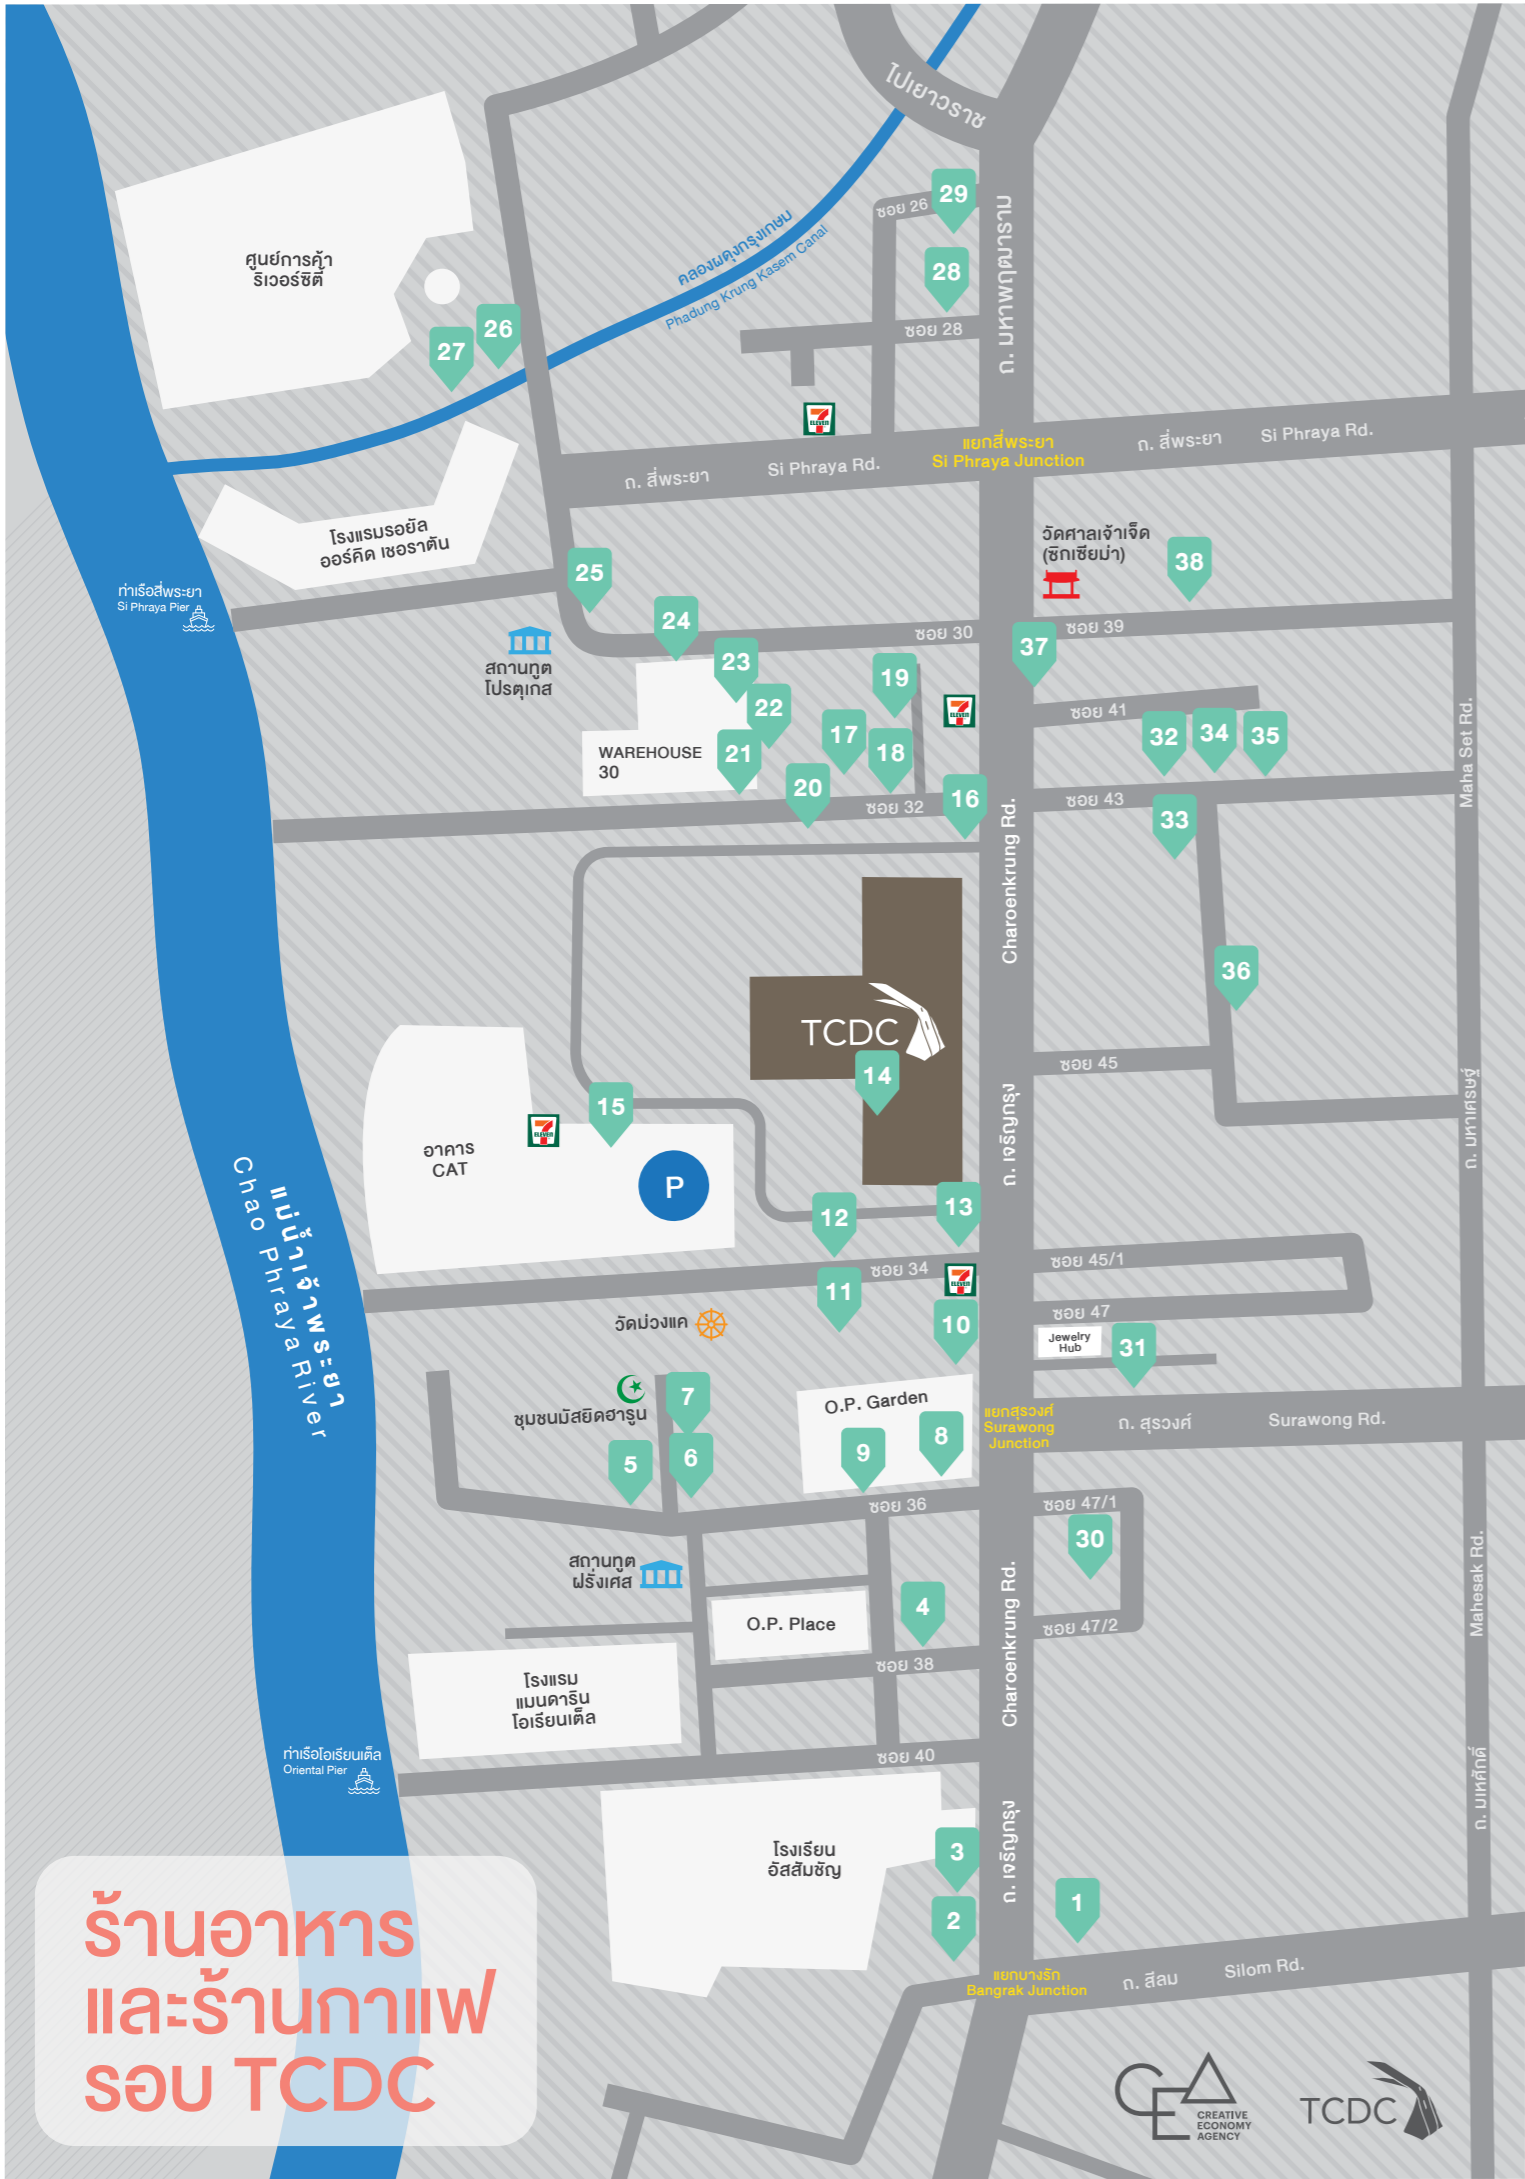 ไปเยาวราช
29
ซอย 26
ถ. มหาพฤฒาราม
คลองผดุงกรุงเกษม
Phadung Krung Kasem Canal
28
ศูนย์การค้า
ริเวอร์ซิตี้
26
27
ซอย 28
7
ELEVEN
แยกสี่พระยา
Si Phraya Junction
ถ. สี่พระยา
Si Phraya Rd.
ถ. สี่พระยา
Si Phraya Rd.
โรงแรมรอยัล
ออร์คิด เชอราตัน
วัดศาลเจ้าเจ็ด
(ซิกเซียม่า)
38
25
ท่าเรือสี่พระยา
Si Phraya Pier
24
ซอย 30
ซอย 39
37
สถานทูต
โปรตุเกส
23
19
22
7
ELEVEN
ซอย 41
17
18
21
32
34
35
WAREHOUSE
30
20
ซอย 32
16
ซอย 43
33
Maha Set Rd.
Charoenkrung Rd.
36
TCDC
14
ซอย 45
15
7
ELEVEN
อาคาร
CAT
P
ถ. เจริญกรุง
ถ. มหาเศรษฐ์
แม่น้ำเจ้าพระยา
Chao Phraya River
12
13
ซอย 34
11
7
ELEVEN
10
ซอย 45/1
ซอย 47
วัดม่วงแค
Jewelry
Hub
31
7
ชุมชนมัสยิดฮารูน
O.P. Garden
แยกสุรวงศ์
Surawong
Junction
ถ. สุรวงศ์
Surawong Rd.
5
6
9
8
ซอย 36
ซอย 47/1
30
สถานทูต
ฝรั่งเศส
4
O.P. Place
ซอย 47/2
ซอย 38
Charoenkrung Rd.
Mahesak Rd.
โรงแรม
แมนดาริน
โอเรียนเต็ล
ท่าเรือโอเรียนเต็ล
Oriental Pier
ซอย 40
ถ. มเหศักดิ์
โรงเรียน
อัสสัมชัญ
3
2
1
ถ. เจริญกรุง
แยกบางรัก
Bangrak Junction
ถ. สีลม
Silom Rd.
ร้านอาหาร
และร้านกาแฟ
รอบ TCDC
CEA
CREATIVE
ECONOMY
AGENCY
TCDC